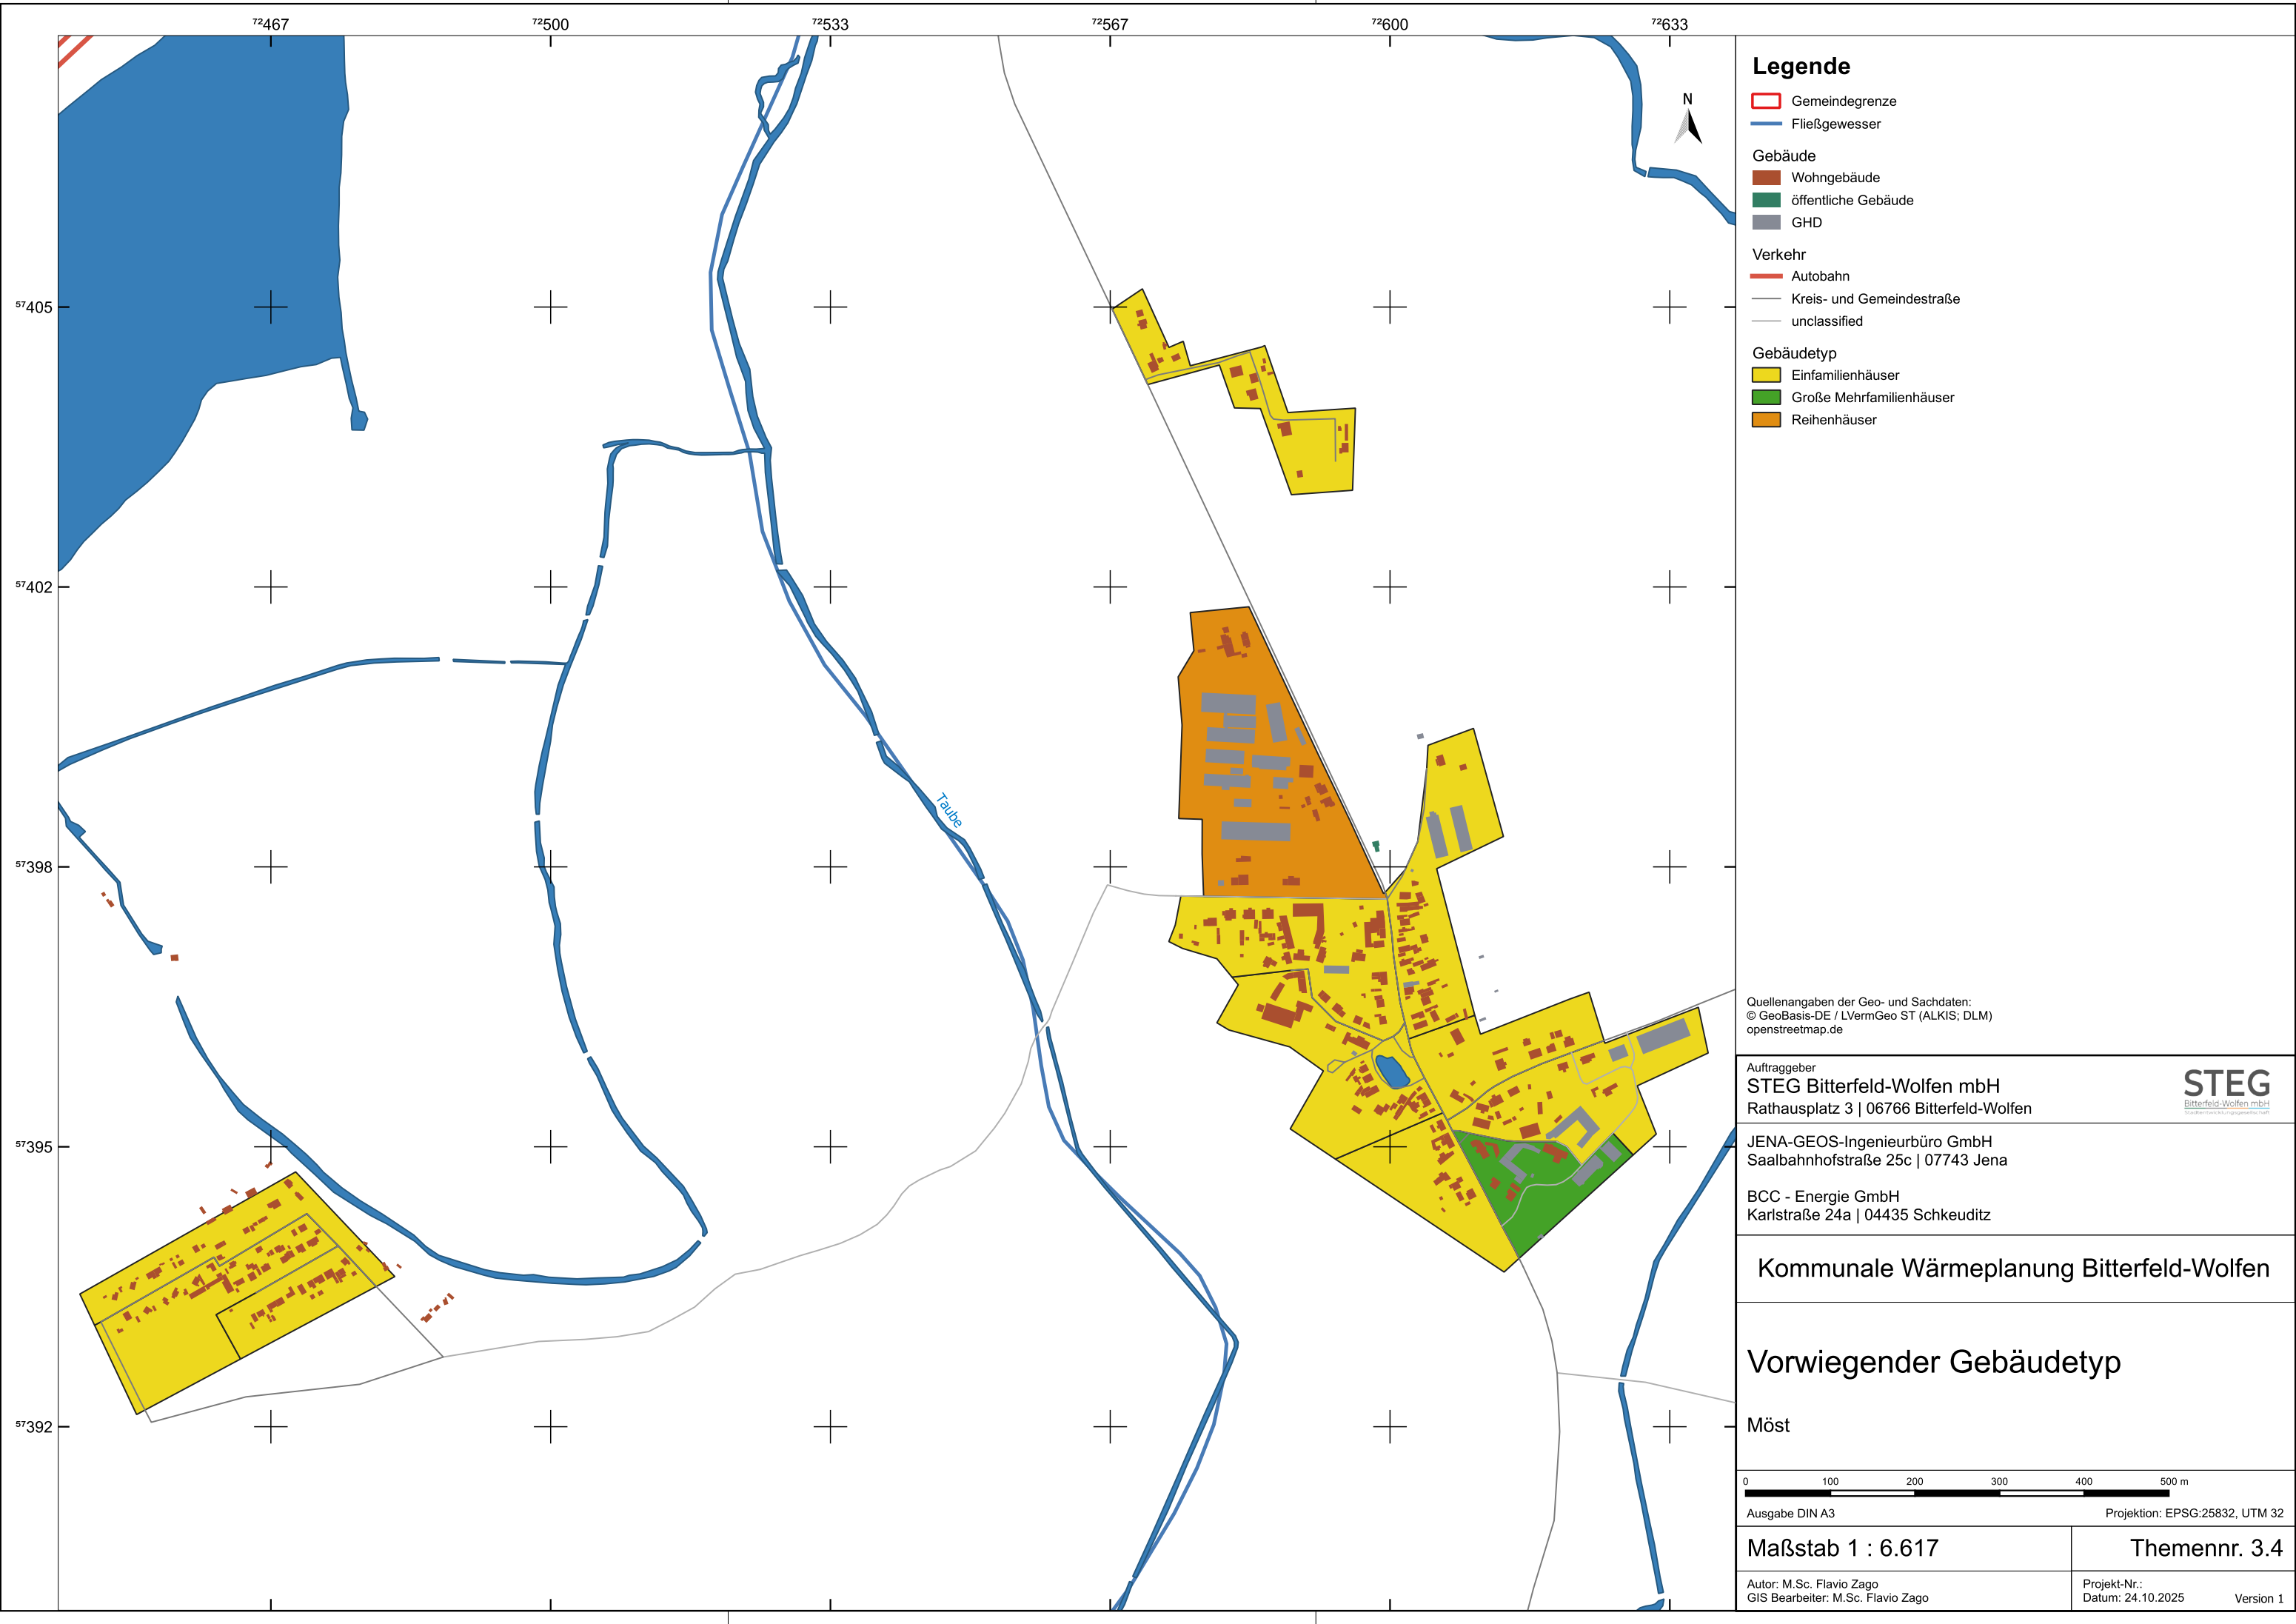 72467
72500
72533
72567
72600
72633
57405
57402
57398
57395
57392
Taube
N
Legende
Gemeindegrenze
Fließgewesser
Gebäude
Wohngebäude
öffentliche Gebäude
GHD
Verkehr
Autobahn
Kreis- und Gemeindestraße
unclassified
Gebäudetyp
Einfamilienhäuser
Große Mehrfamilienhäuser
Reihenhäuser
Quellenangaben der Geo- und Sachdaten:
© GeoBasis-DE / LVermGeo ST (ALKIS; DLM)
openstreetmap.de
Auftraggeber
STEG Bitterfeld-Wolfen mbH
Rathausplatz 3 | 06766 Bitterfeld-Wolfen
STEG
Bitterfeld-Wolfen mbH
Stadtentwicklungsgesellschaft
JENA-GEOS-Ingenieurbüro GmbH
Saalbahnhofstraße 25c | 07743 Jena
BCC - Energie GmbH
Karlstraße 24a | 04435 Schkeuditz
Kommunale Wärmeplanung Bitterfeld-Wolfen
Vorwiegender Gebäudetyp
Möst
0 100 200 300 400 500 m
Ausgabe DIN A3
Projektion: EPSG:25832, UTM 32
Maßstab 1 : 6.617
Themennr. 3.4
Autor: M.Sc. Flavio Zago
GIS Bearbeiter: M.Sc. Flavio Zago
Projekt-Nr.:
Datum: 24.10.2025
Version 1